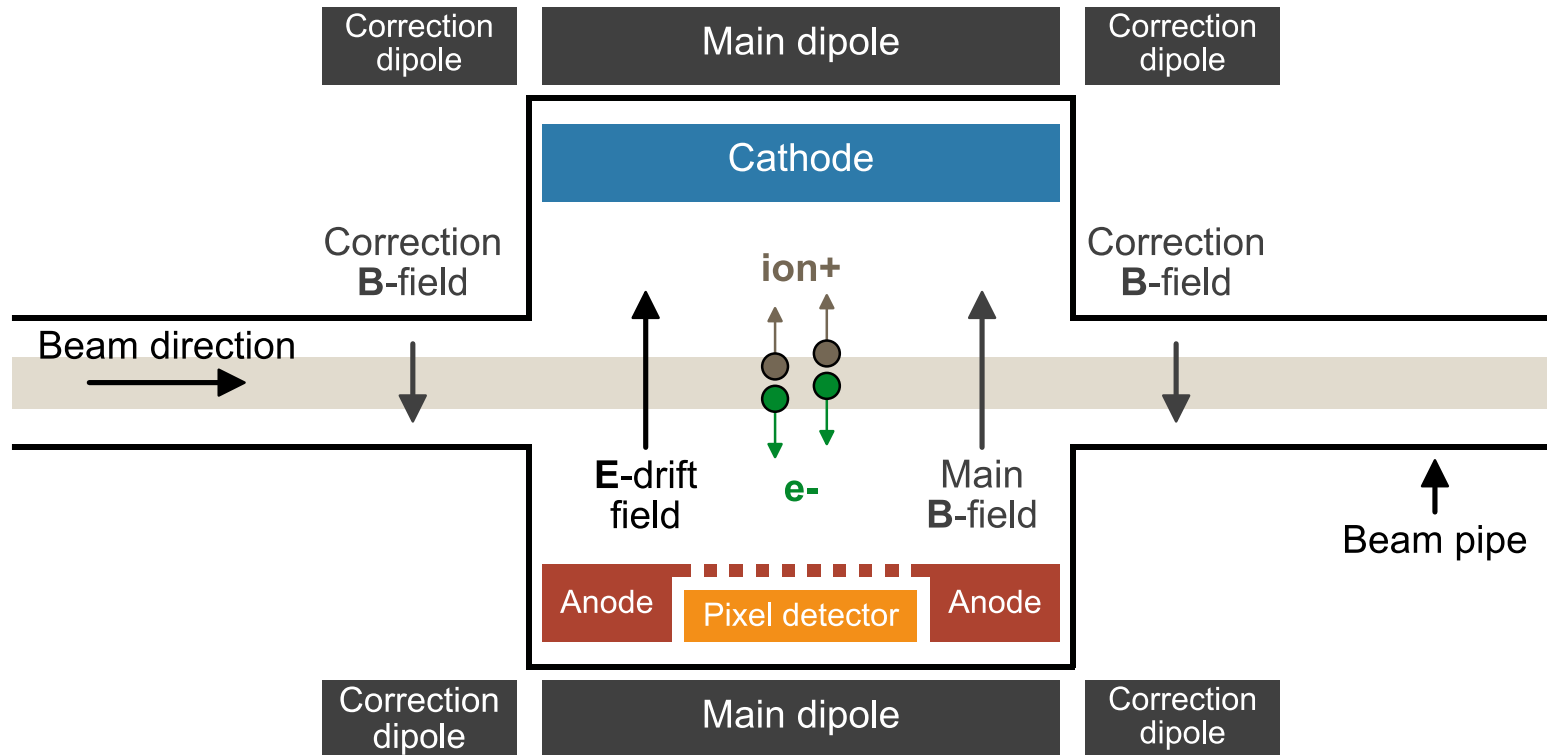 Correction
dipole
Main dipole
Correction
dipole
Cathode
Correction
B-field
ion+
Correction
B-field
Beam direction
E-drift
field
e-
Main
B-field
Beam pipe
Anode
Pixel detector
Anode
Correction
dipole
Main dipole
Correction
dipole